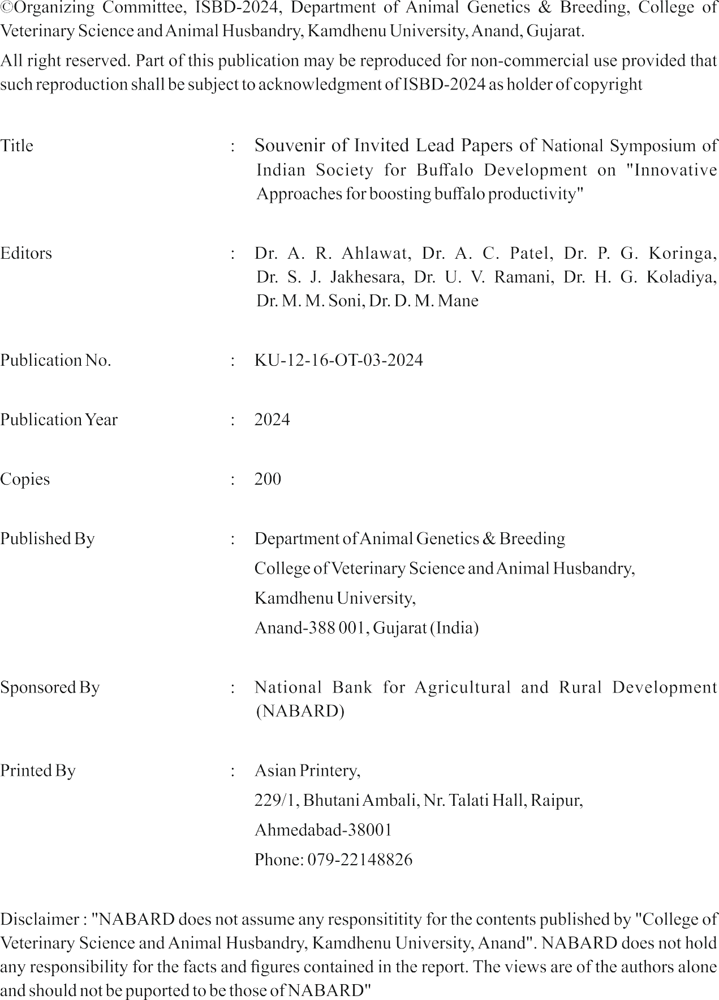 ©Organizing Committee, ISBD-2024, Department of Animal Genetics & Breeding, College of
Veterinary Science and Animal Husbandry, Kamdhenu University, Anand, Gujarat.
All right reserved. Part of this publication may be reproduced for non-commercial use provided that
such reproduction shall be subject to acknowledgment of ISBD-2024 as holder of copyright
Title : Souvenir of Invited Lead Papers of National Symposium of
Indian Society for Buffalo Development on "Innovative
Approaches for boosting buffalo productivity"
Editors : Dr. A. R. Ahlawat, Dr. A. C. Patel, Dr. P. G. Koringa,
Dr. S. J. Jakhesara, Dr. U. V. Ramani, Dr. H. G. Koladiya,
Dr. M. M. Soni, Dr. D. M. Mane
Publication No. : KU-12-16-OT-03-2024
Publication Year : 2024
Copies : 200
Published By : Department of Animal Genetics & Breeding
College of Veterinary Science and Animal Husbandry,
Kamdhenu University,
Anand-388 001, Gujarat (India)
Sponsored By : National Bank for Agricultural and Rural Development
(NABARD)
Printed By : Asian Printery,
229/1, Bhutani Ambali, Nr. Talati Hall, Raipur,
Ahmedabad-38001
Phone: 079-22148826
Disclaimer : "NABARD does not assume any responsititity for the contents published by "College of
Veterinary Science and Animal Husbandry, Kamdhenu University, Anand". NABARD does not hold
any responsibility for the facts and figures contained in the report. The views are of the authors alone
and should not be puported to be those of NABARD"